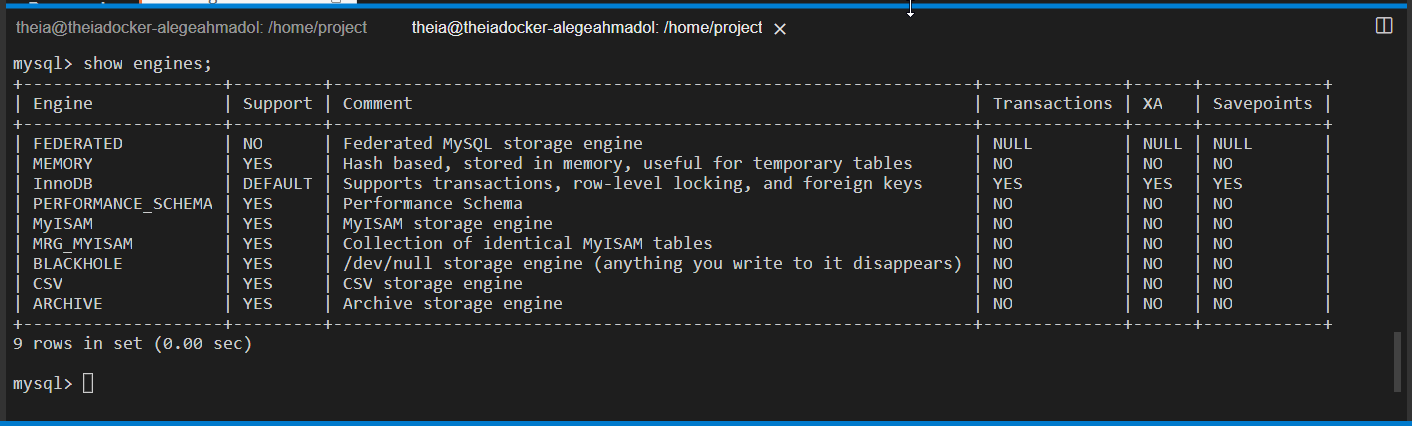 theia@theiadocker-alegeahmadol: /home/project theia@theiadocker-alegeahmadol: /home/project
mysql> show engines;
+--------------------+---------+----------------------------------------------------------------+--------------+------+------------+
| Engine             | Support | Comment                                                        | Transactions | XA   | Savepoints |
+--------------------+---------+----------------------------------------------------------------+--------------+------+------------+
| FEDERATED          | NO      | Federated MySQL storage engine                                 | NULL         | NULL | NULL       |
| MEMORY             | YES     | Hash based, stored in memory, useful for temporary tables      | NO           | NO   | NO         |
| InnoDB             | DEFAULT | Supports transactions, row-level locking, and foreign keys     | YES          | YES  | YES        |
| PERFORMANCE_SCHEMA | YES     | Performance Schema                                             | NO           | NO   | NO         |
| MyISAM             | YES     | MyISAM storage engine                                          | NO           | NO   | NO         |
| MRG_MYISAM         | YES     | Collection of identical MyISAM tables                          | NO           | NO   | NO         |
| BLACKHOLE          | YES     | /dev/null storage engine (anything you write to it disappears) | NO           | NO   | NO         |
| CSV                | YES     | CSV storage engine                                             | NO           | NO   | NO         |
| ARCHIVE            | YES     | Archive storage engine                                         | NO           | NO   | NO         |
+--------------------+---------+----------------------------------------------------------------+--------------+------+------------+
9 rows in set (0.00 sec)
mysql>